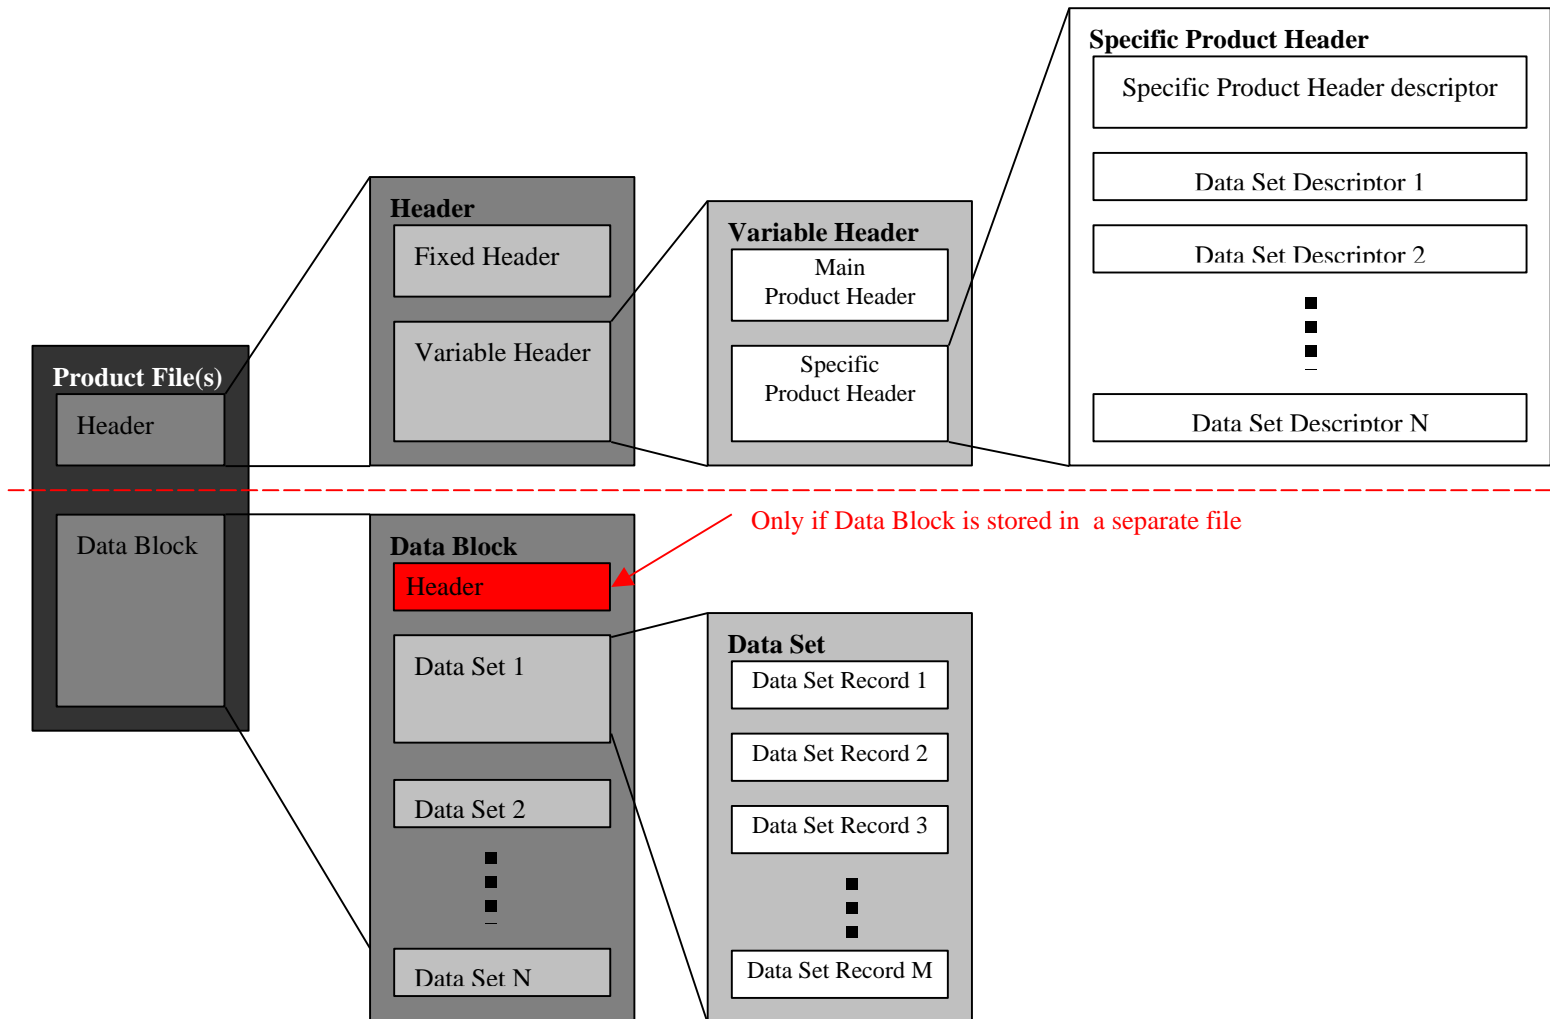 Product File(s)
Header
Data Block
Header
Fixed Header
Variable Header
Variable Header
Main
Product Header
Specific
Product Header
Specific Product Header
Specific Product Header descriptor
Data Set Descriptor 1
Data Set Descriptor 2
Data Set Descriptor N
Only if Data Block is stored in a separate file
Data Block
Header
Data Set 1
Data Set 2
Data Set N
Data Set
Data Set Record 1
Data Set Record 2
Data Set Record 3
Data Set Record M